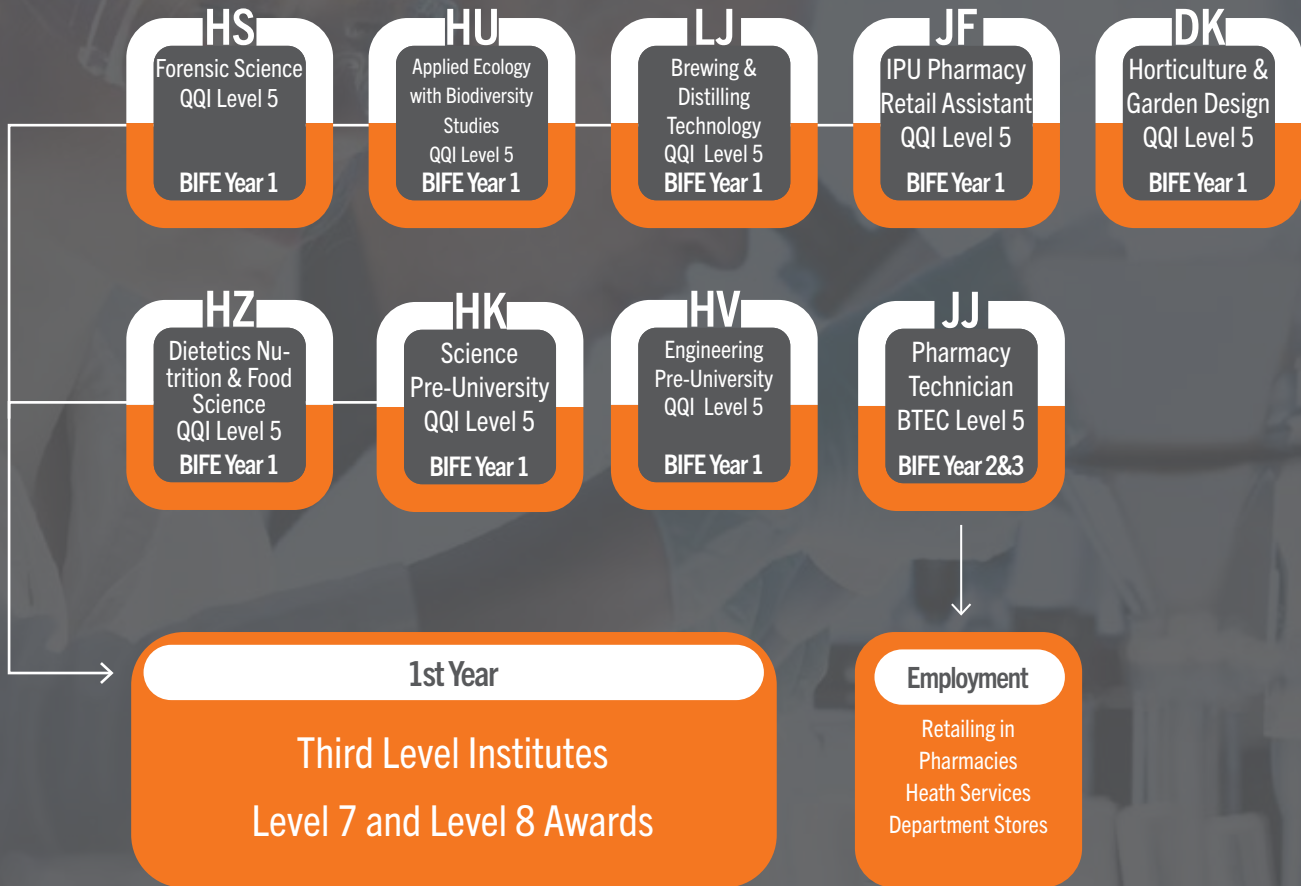 HS
Forensic Science
QQI Level 5
BIFE Year 1
HU
Applied Ecology
with Biodiversity
Studies
QQI Level 5
BIFE Year 1
LJ
Brewing &
Distilling
Technology
QQI Level 5
BIFE Year 1
JF
IPU Pharmacy
Retail Assistant
QQI Level 5
BIFE Year 1
DK
Horticulture &
Garden Design
QQI Level 5
BIFE Year 1
HZ
Dietetics Nu-
trition & Food
Science
QQI Level 5
BIFE Year 1
HK
Science
Pre-University
QQI Level 5
BIFE Year 1
HV
Engineering
Pre-University
QQI Level 5
BIFE Year 1
JJ
Pharmacy
Technician
BTEC Level 5
BIFE Year 2&3
1st Year
Third Level Institutes
Level 7 and Level 8 Awards
Employment
Retailing in
Pharmacies
Heath Services
Department Stores